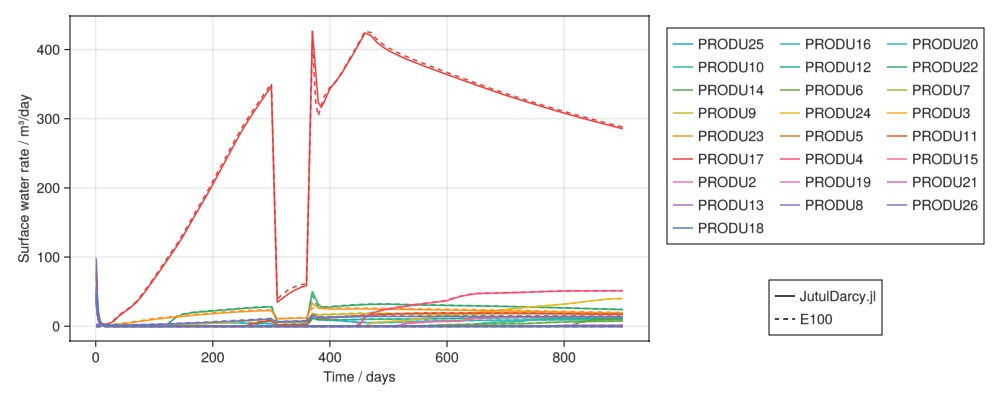 Surface water rate / m³/day
400
300
200
100
0
0 200 400 600 800
Time / days
PRODU25 PRODU16 PRODU20
PRODU10 PRODU12 PRODU22
PRODU14 PRODU6 PRODU7
PRODU9 PRODU24 PRODU3
PRODU23 PRODU5 PRODU11
PRODU17 PRODU4 PRODU15
PRODU2 PRODU19 PRODU21
PRODU13 PRODU8 PRODU26
PRODU18
JutulDarcy.jl
E100